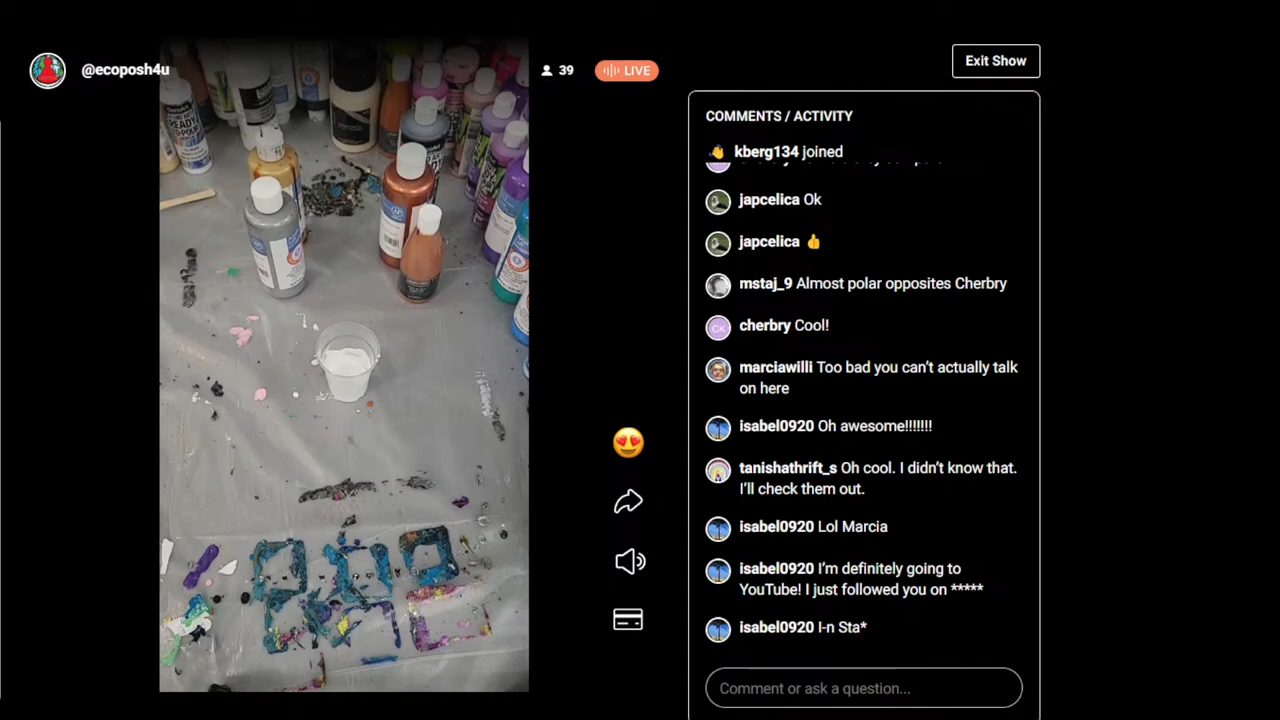 @ecoposh4u
39
LIVE
Exit Show
COMMENTS / ACTIVITY
kberg134 joined
japcelica Ok
japcelica 👍
mstaj_9 Almost polar opposites Cherbry
CK
cherbry Cool!
marciawilli Too bad you can't actually talk
on here
isabel0920 Oh awesome!!!!!!!
tanishathrift_s Oh cool. I didn't know that.
I'll check them out.
isabel0920 Lol Marcia
isabel0920 I'm definitely going to
YouTube! I just followed you on *****
isabel0920 I-n Sta*
Comment or ask a question...
READY